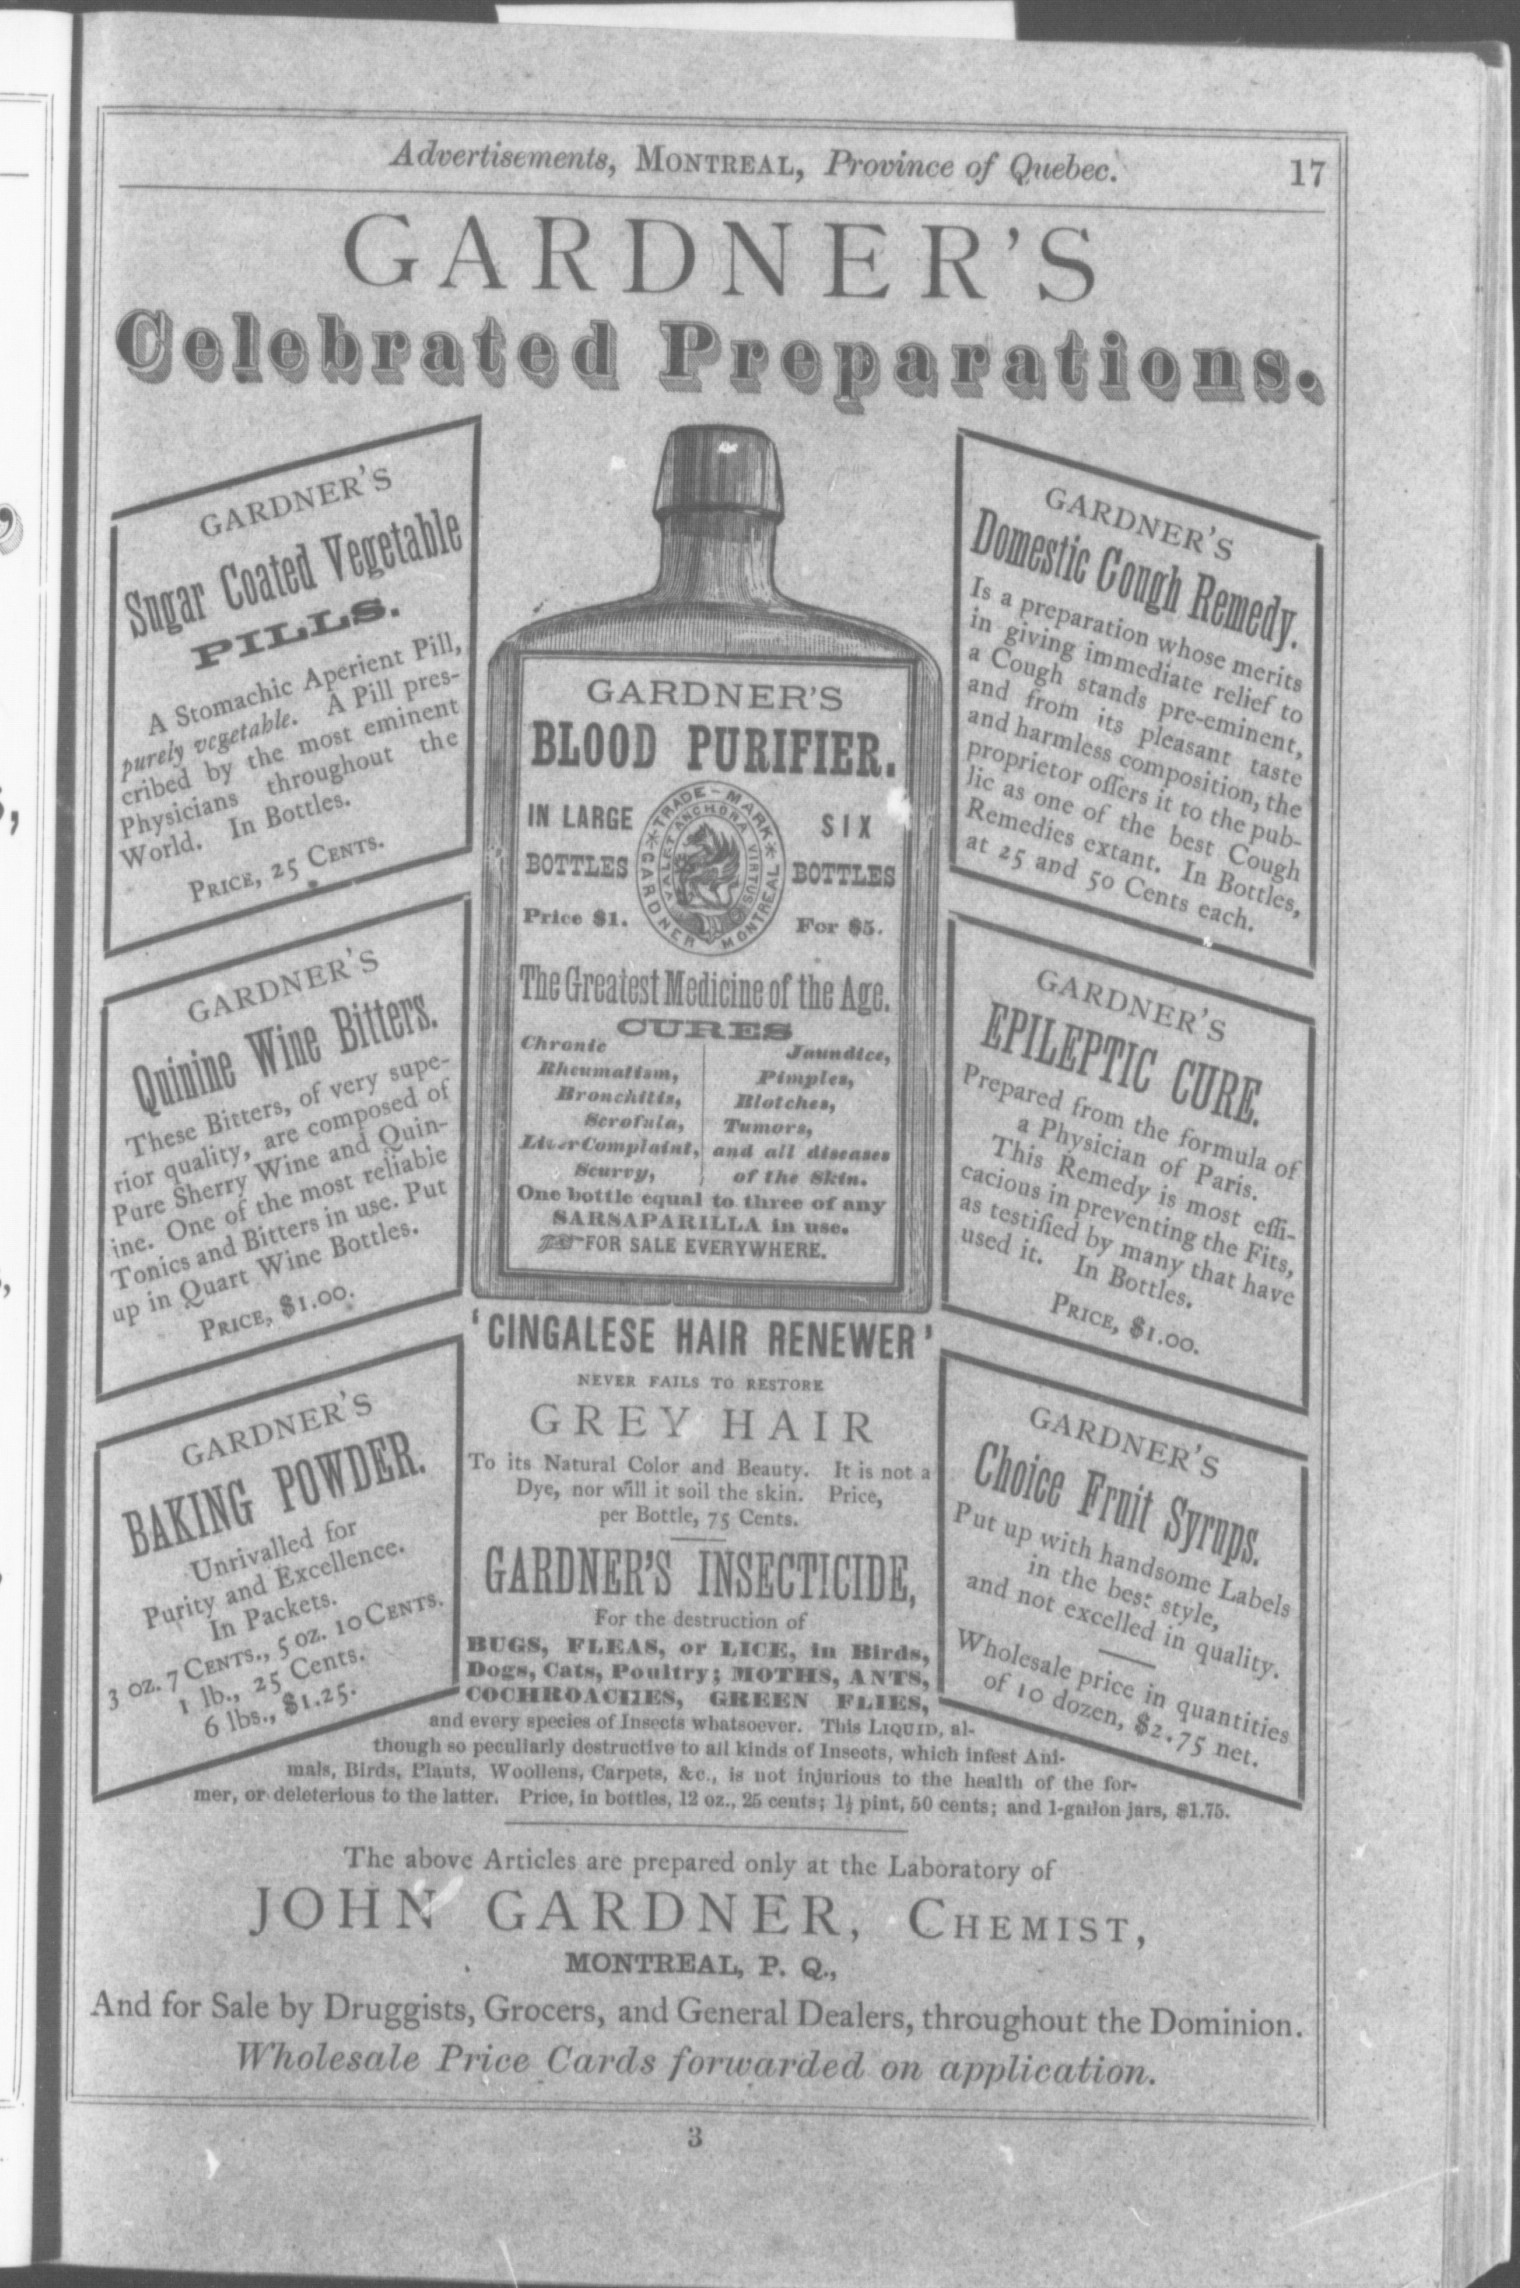 Advertisements, MONTREAL, Province of Quebec. 17
GARDNER'S
Celebrated Preparations.
GARDNER'S
Sugar Coated Vegetable
PILLS.
A Stomachic Aperient Pill,
purely vegetable. A Pill pres-
cribed by the most eminent
Physicians throughout the
World. In Bottles.
PRICE, 25 CENTS.
GARDNER'S
Quinine Wine Bitters.
These Bitters, of very supe-
rior quality, are composed of
Pure Sherry Wine and Quin-
ine. One of the most reliable
Tonics and Bitters in use. Put
up in Quart Wine Bottles.
PRICE, $1.00.
GARDNER'S
BAKING POWDER.
Unrivalled for
Purity and Excellence.
In Packets.
3 OZ. 7 CENTS., 5 OZ. 10 CENTS.
1 lb., 25 Cents.
6 lbs., $1.25.
GARDNER'S
BLOOD PURIFIER.
IN LARGE
BOTTLES
Price $1.
TRADE-MARK
GARDNER MONTREAL
VALET ANCHORA VIRTUS
SIX
BOTTLES
For $5.
The Greatest Medicine of the Age.
CURES
Chronic
Rheumatism,
Bronchitis,
Scrofula,
Liver Complaint,
Scurvy,
Jaundice,
Pimples,
Blotches,
Tumors,
and all diseases
of the Skin.
One bottle equal to three of any
SARSAPARILLA in use.
FOR SALE EVERYWHERE.
'CINGALESE HAIR RENEWER'
NEVER FAILS TO RESTORE
GREY HAIR
To its Natural Color and Beauty. It is not a
Dye, nor will it soil the skin. Price,
per Bottle, 75 Cents.
GARDNER'S INSECTICIDE,
For the destruction of
BUGS, FLEAS, or LICE, in Birds,
Dogs, Cats, Poultry; MOTHS, ANTS,
COCHROACHES, GREEN FLIES,
and every species of Insects whatsoever. This LIQUID, al-
though so peculiarly destructive to all kinds of Insects, which infest Ani-
mals, Birds, Plants, Woollens, Carpets, &c., is not injurious to the health of the for-
mer, or deleterious to the latter. Price, in bottles, 12 oz., 25 cents; 1½ pint, 50 cents; and 1-gallon jars, $1.75.
GARDNER'S
Domestic Cough Remedy.
Is a preparation whose merits
in giving immediate relief to
a Cough stands pre-eminent,
and from its pleasant taste
and harmless composition, the
proprietor offers it to the pub-
lic as one of the best Cough
Remedies extant. In Bottles,
at 25 and 50 Cents each.
GARDNER'S
EPILEPTIC CURE.
Prepared from the formula of
a Physician of Paris.
This Remedy is most effi-
cacious in preventing the Fits,
as testified by many that have
used it. In Bottles.
PRICE, $1.00.
GARDNER'S
Choice Fruit Syrups.
Put up with handsome Labels
in the best style,
and not excelled in quality.
Wholesale price in quantities
of 10 dozen, $2.75 net.
The above Articles are prepared only at the Laboratory of
JOHN GARDNER, CHEMIST,
MONTREAL, P. Q.,
And for Sale by Druggists, Grocers, and General Dealers, throughout the Dominion.
Wholesale Price Cards forwarded on application.
3